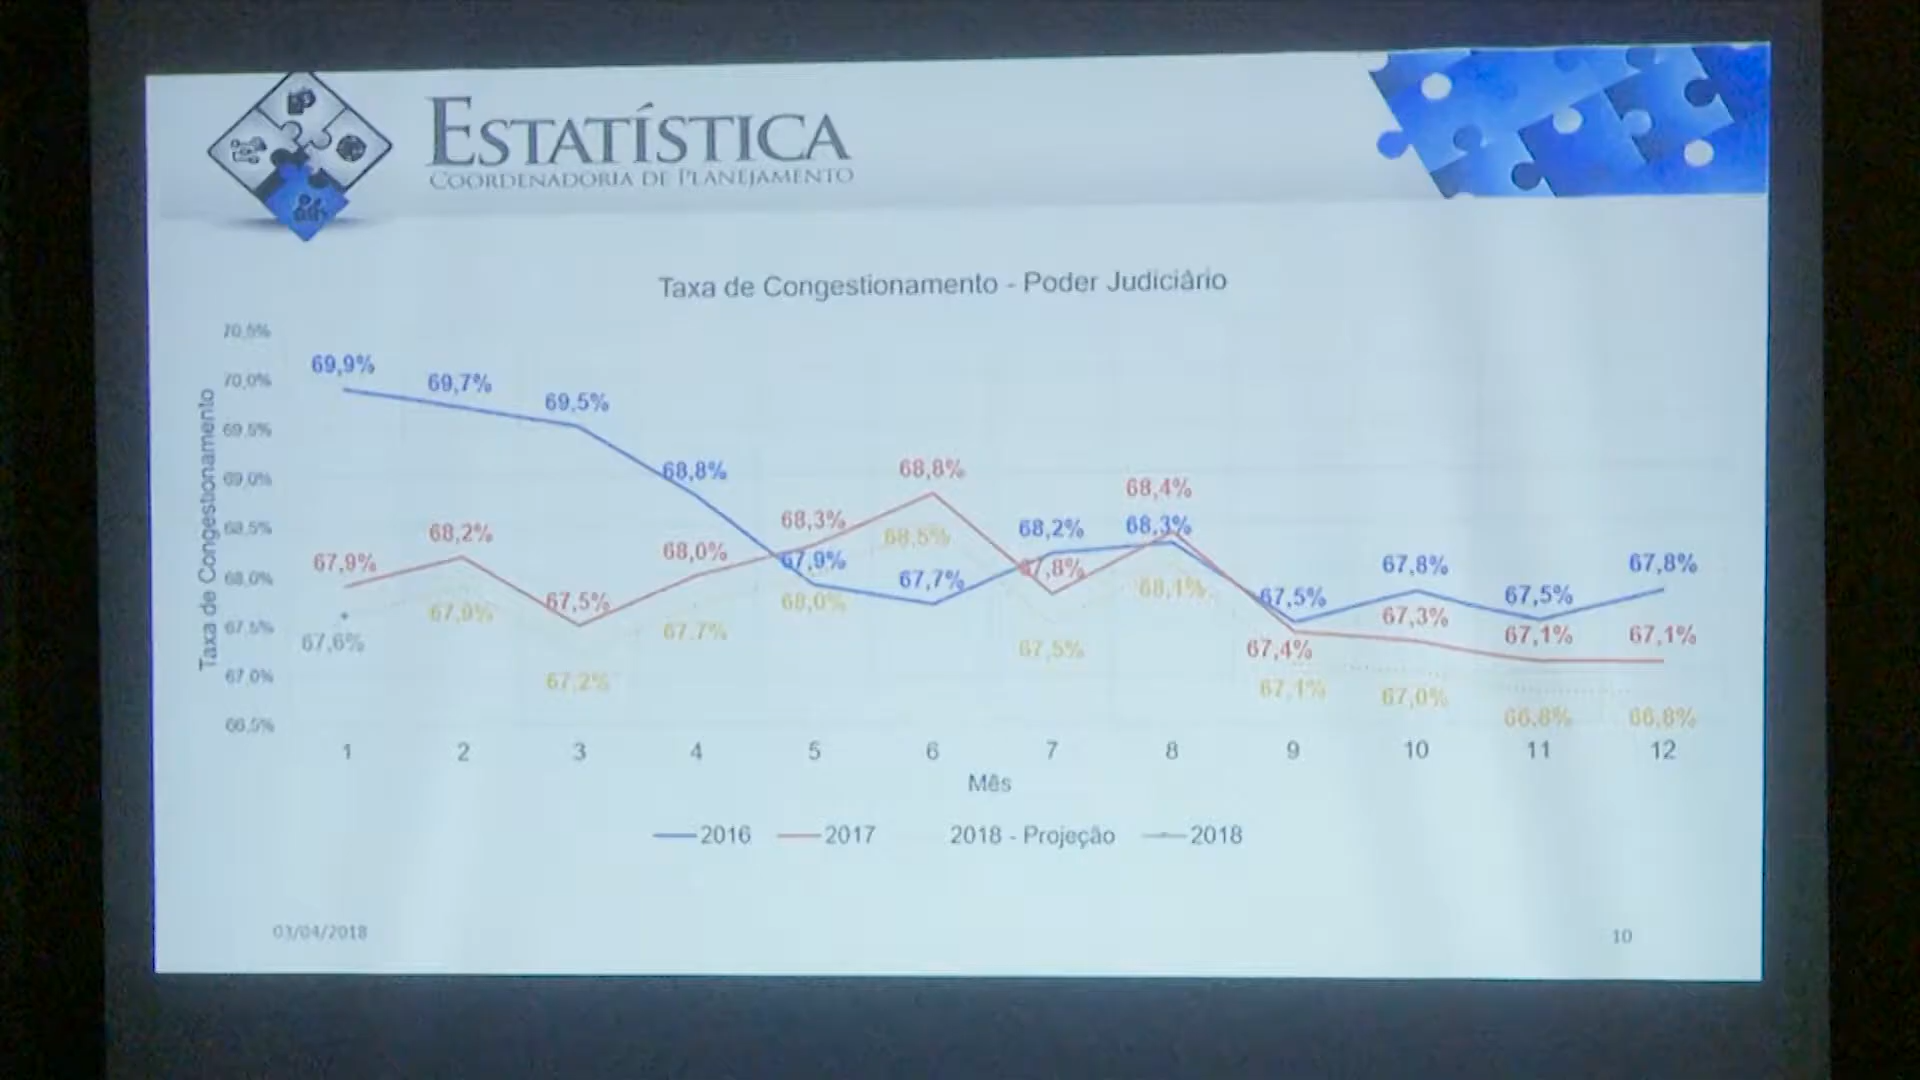 ESTATÍSTICA
COORDENADORIA DE PLANEJAMENTO
Taxa de Congestionamento - Poder Judiciário
Taxa de Congestionamento
70,5%
70,0%
69,5%
69,0%
68,5%
68,0%
67,5%
67,0%
66,5%
69,9% 69,7% 69,5% 68,8% 67,9% 67,7% 68,2% 68,3% 67,5% 67,8% 67,5% 67,8%
67,9% 68,2% 67,5% 68,0% 68,3% 68,8% 67,8% 68,4% 67,4% 67,3% 67,1% 67,1%
67,6%
67,9% 67,2% 67,7% 68,0% 68,5% 67,5% 68,1% 67,1% 67,0% 66,8% 66,8%
1 2 3 4 5 6 7 8 9 10 11 12
Mês
2016 2017 2018 - Projeção 2018
03/04/2018
10